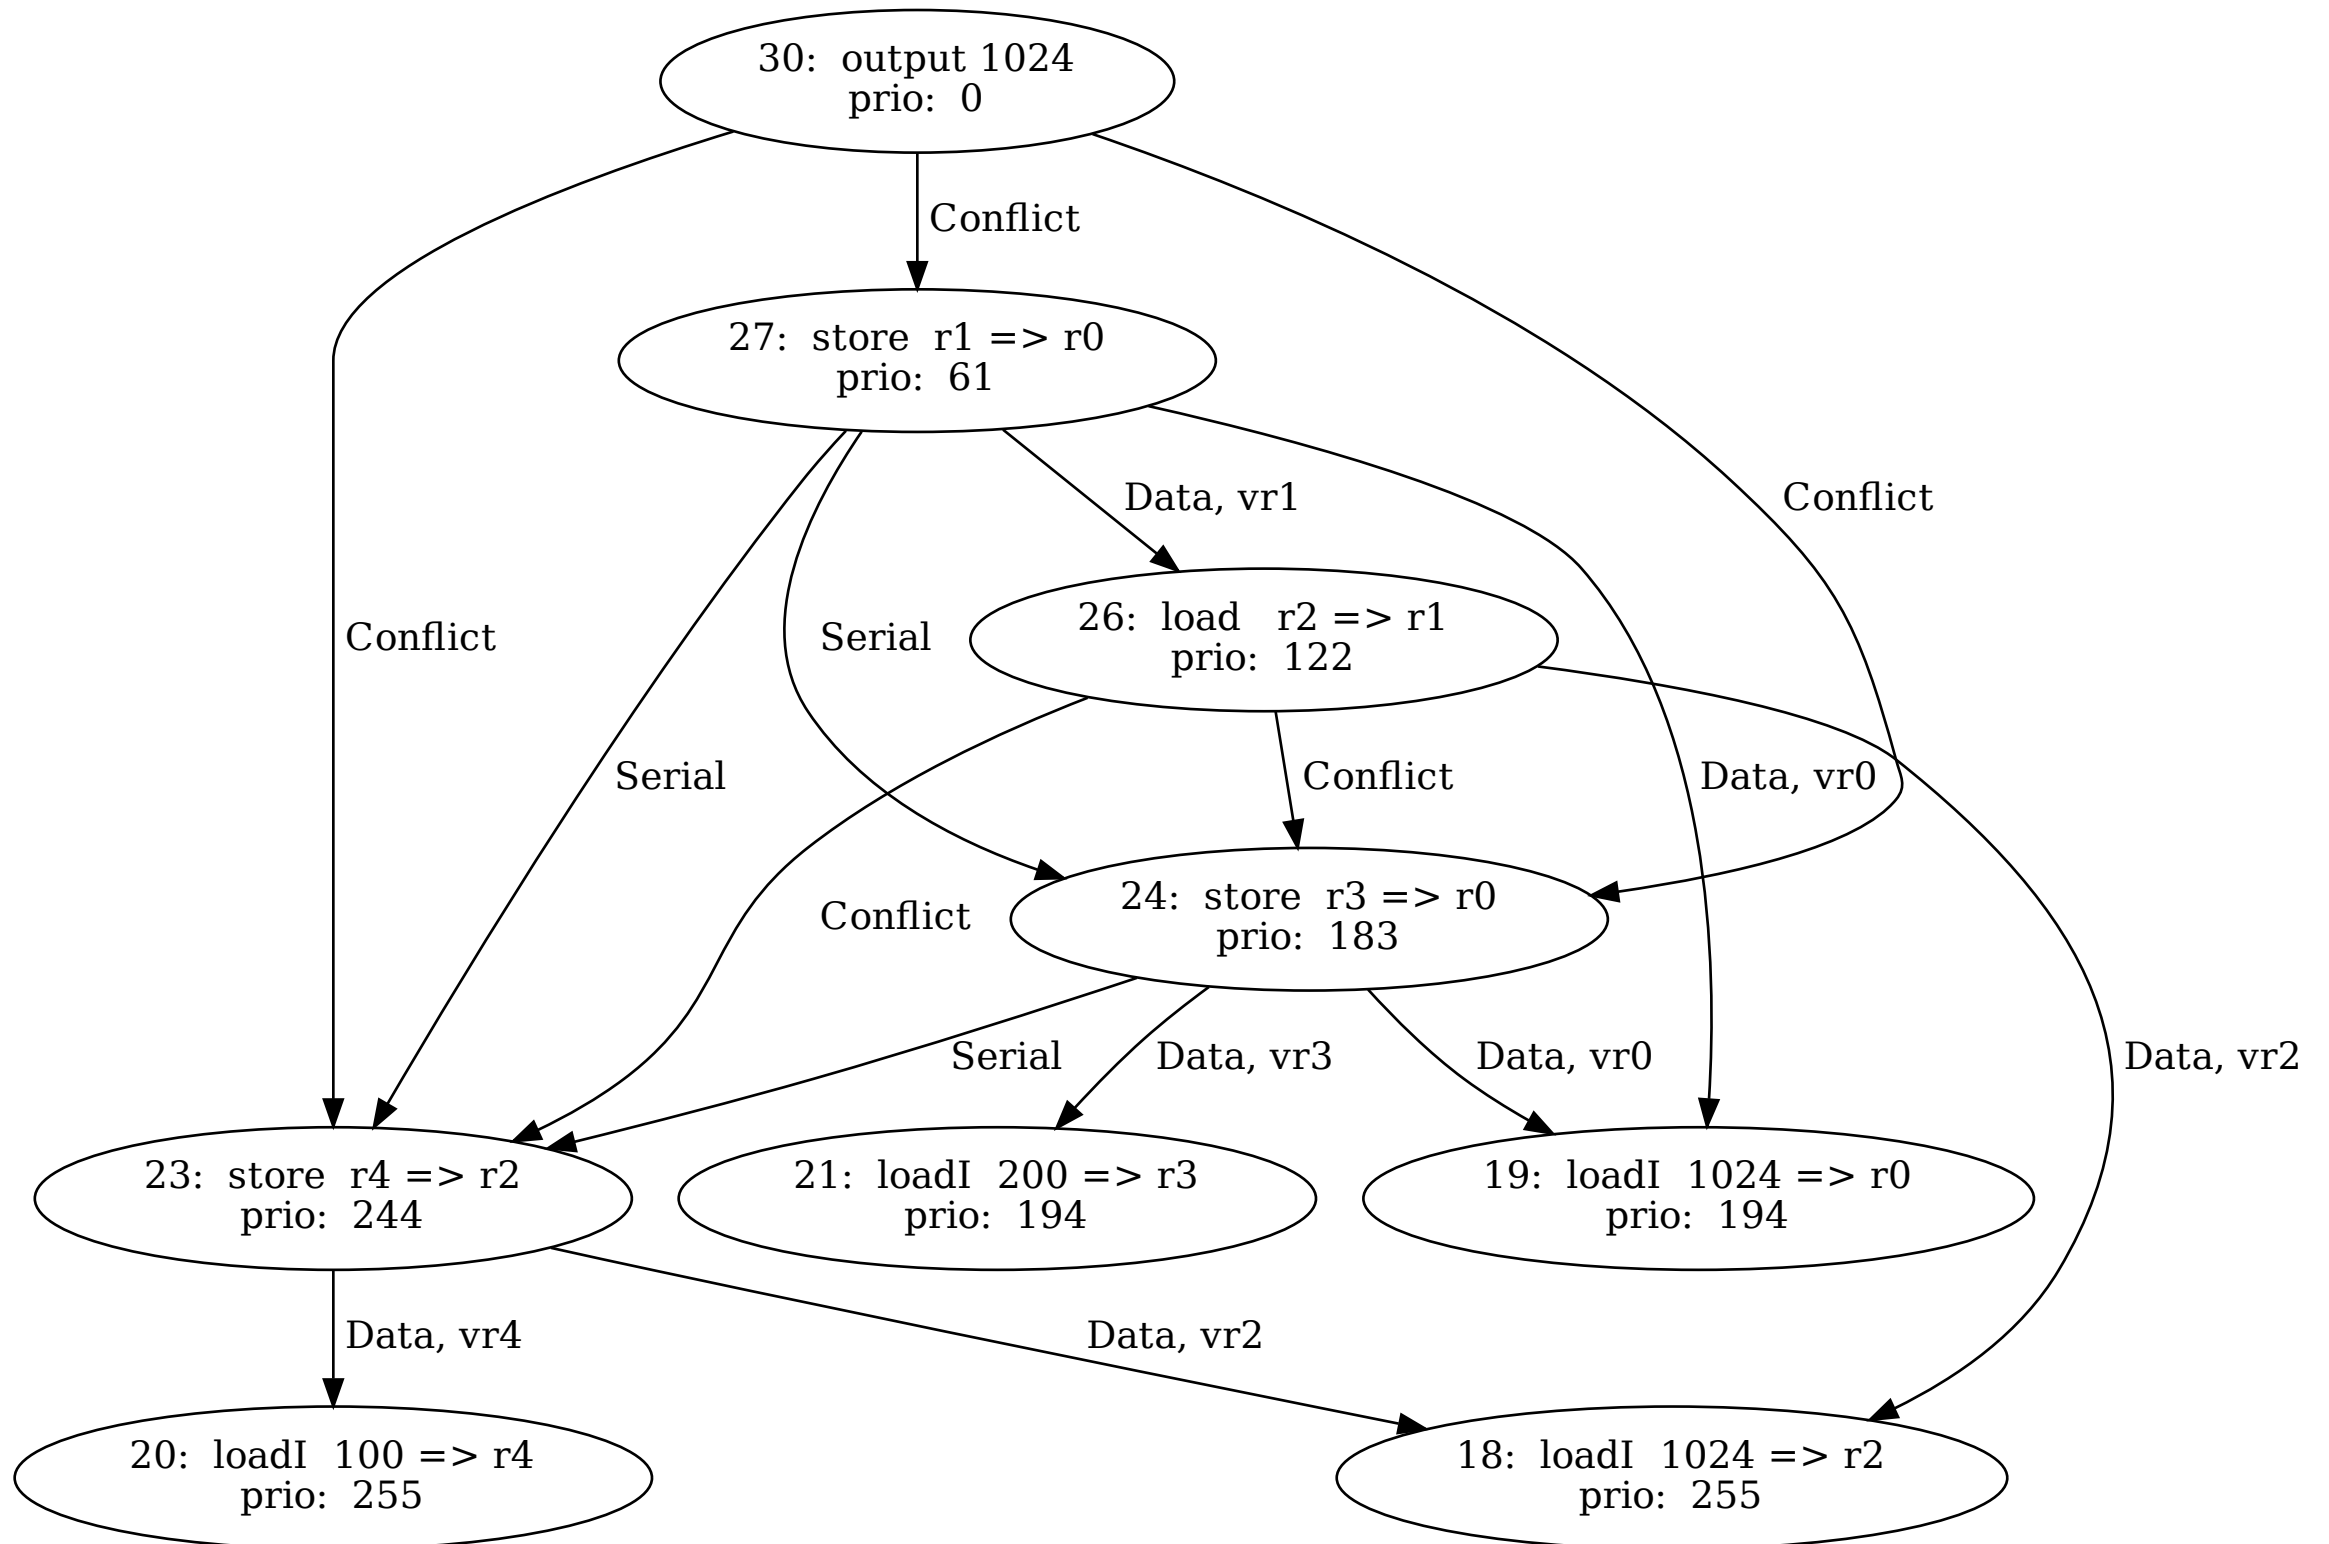 30:  output 1024
prio:  0
Conflict
27:  store  r1 => r0
prio:  61
Data, vr1
Conflict
26:  load   r2 => r1
prio:  122
Conflict
Serial
Serial
Conflict
Data, vr0
24:  store  r3 => r0
prio:  183
Conflict
Serial
Data, vr3
Data, vr0
Data, vr2
23:  store  r4 => r2
prio:  244
21:  loadI  200 => r3
prio:  194
19:  loadI  1024 => r0
prio:  194
Data, vr4
Data, vr2
20:  loadI  100 => r4
prio:  255
18:  loadI  1024 => r2
prio:  255